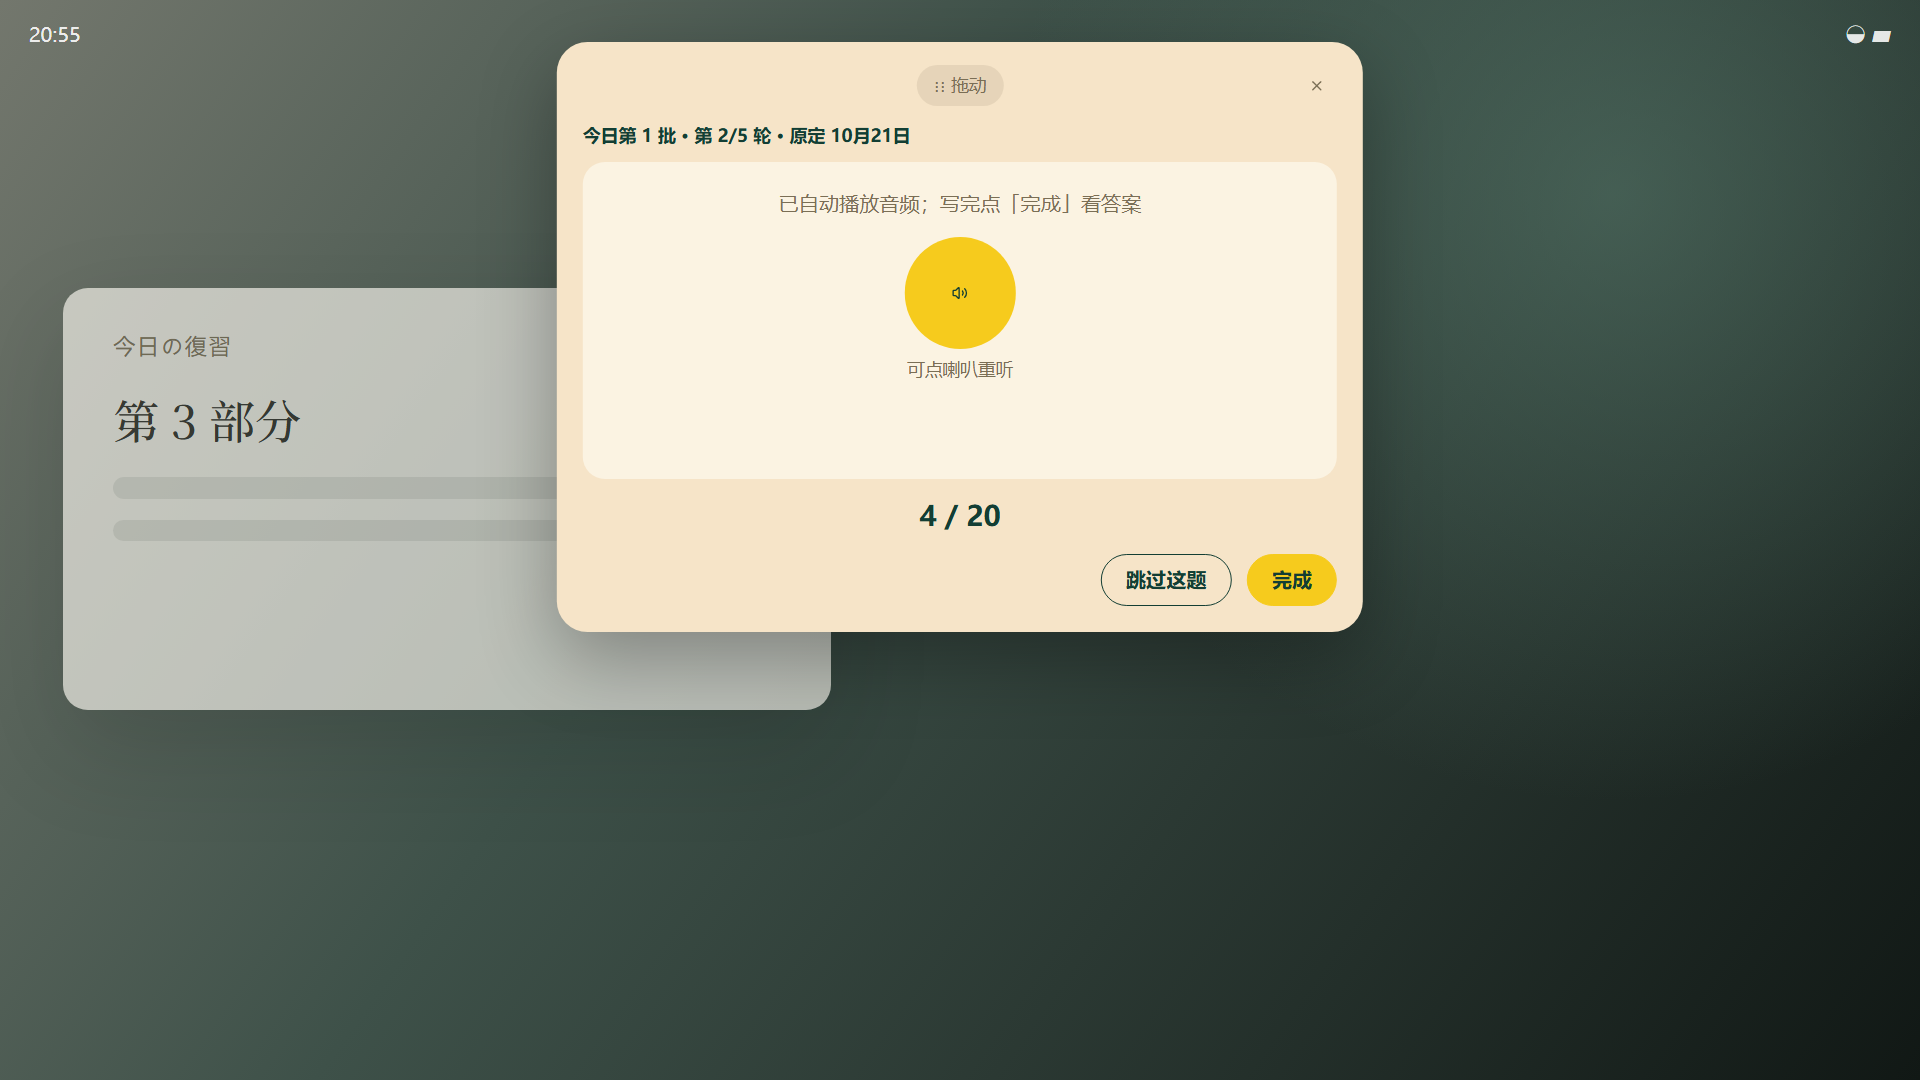 20:55
拖动
×
今日第 1 批 • 第 2/5 轮 • 原定 10月21日
已自动播放音频；写完点「完成」看答案
可点喇叭重听
今日の復習
第 3 部分
4 / 20
跳过这题
完成